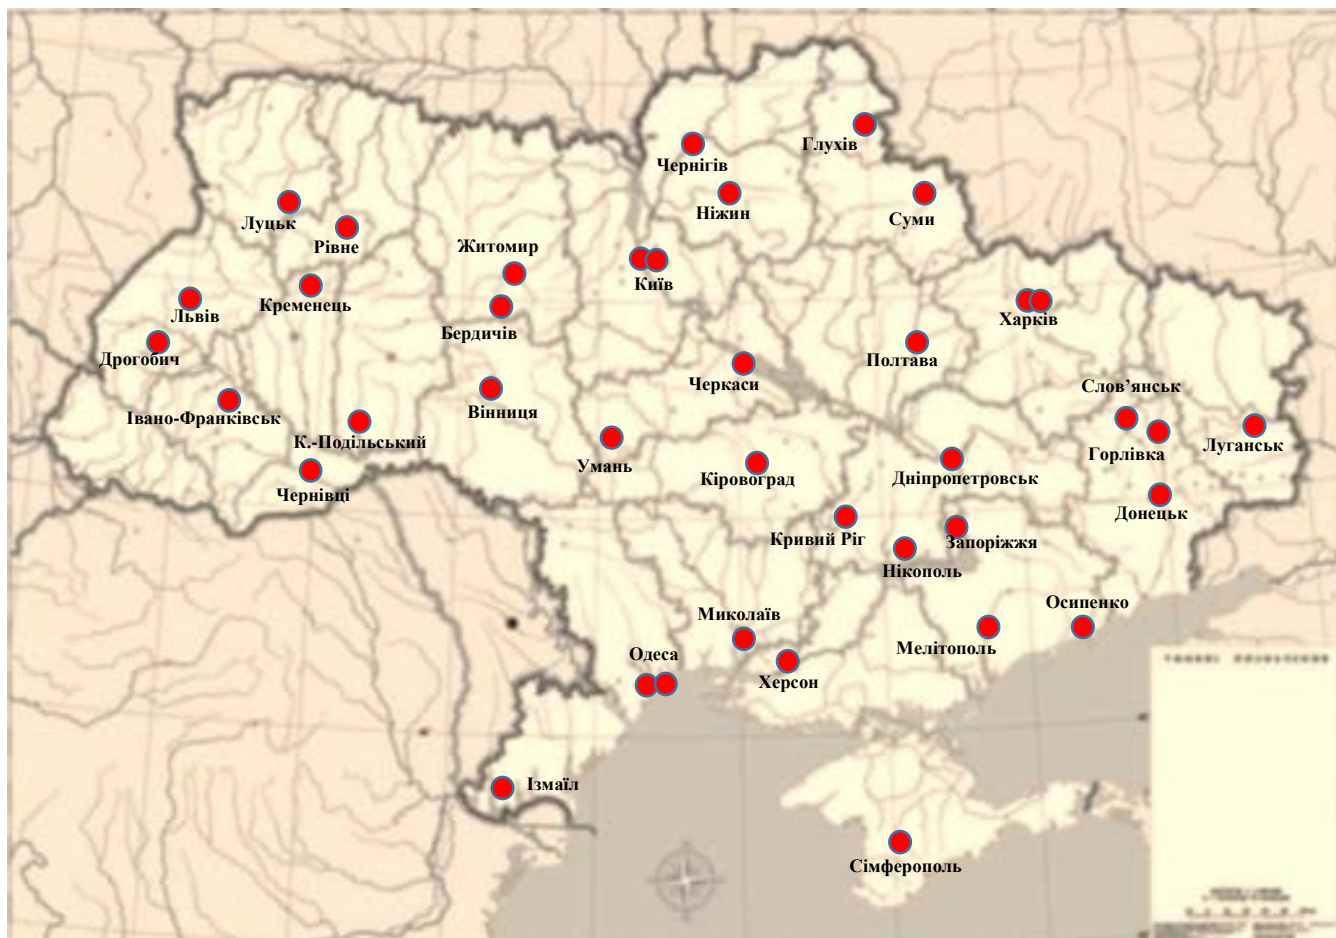 Глухів
Чернігів
Ніжин
Суми
Луцьк
Рівне
Житомир
Київ
Кременець
Львів
Бердичів
Харків
Дрогобич
Полтава
Черкаси
Слов’янськ
Вінниця
Івано-Франківськ
К.-Подільський
Луганськ
Горлівка
Умань
Кіровоград
Дніпропетровськ
Чернівці
Донецьк
Кривий Ріг
Запоріжжя
Нікополь
Осипенко
Миколаїв
Мелітополь
Одеса
Херсон
Ізмаїл
Сімферополь